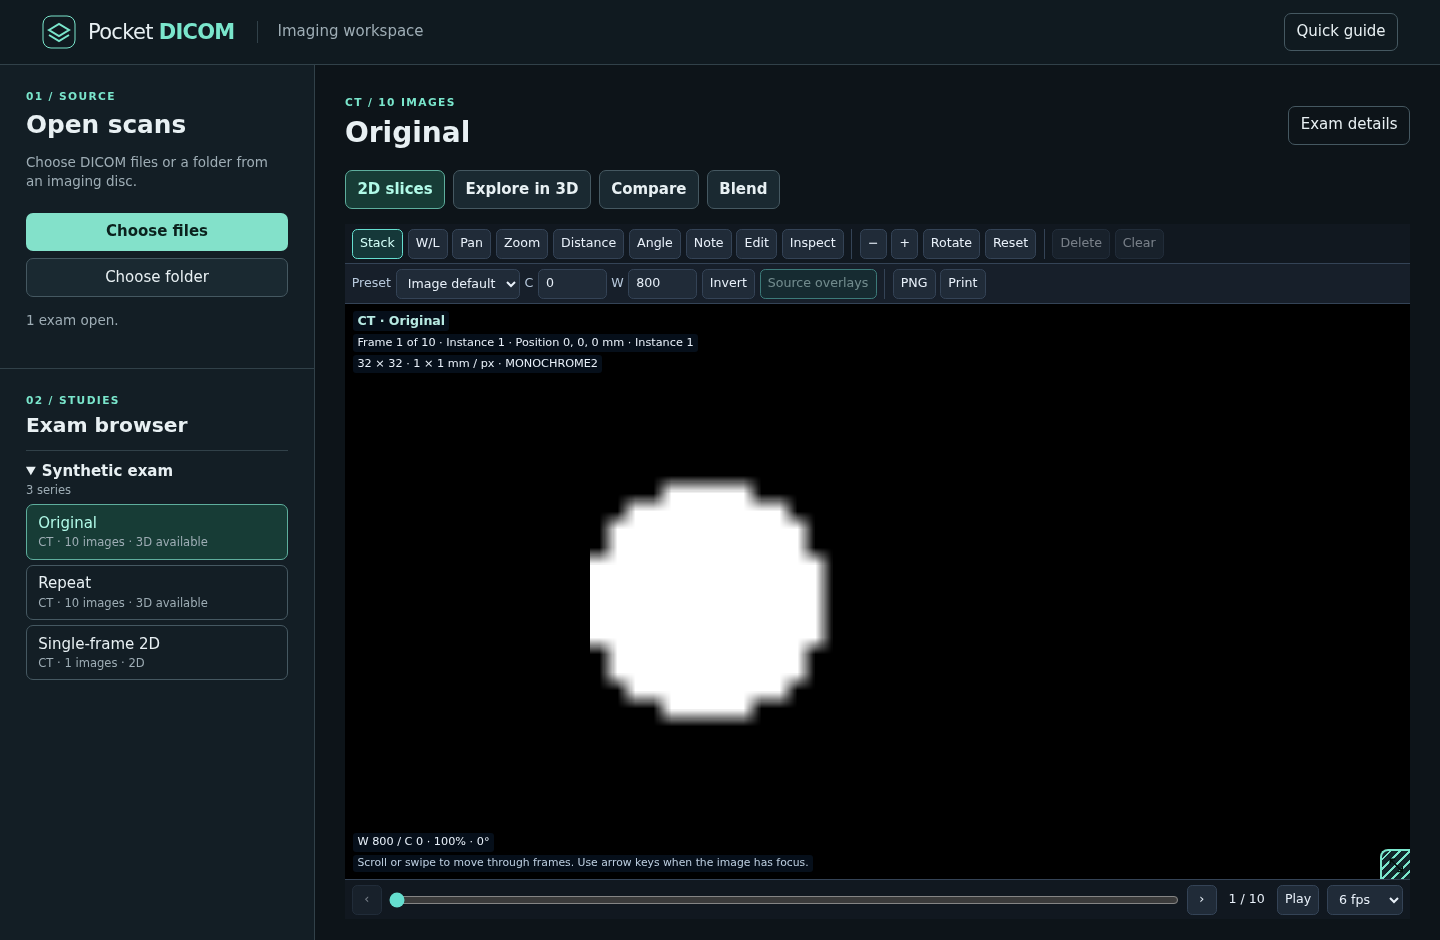 Pocket DICOM
Imaging workspace
Quick guide
01 / SOURCE
Open scans
Choose DICOM files or a folder from
an imaging disc.
Choose files
Choose folder
1 exam open.
02 / STUDIES
Exam browser
Synthetic exam
3 series
Original
CT · 10 images · 3D available
Repeat
CT · 10 images · 3D available
Single-frame 2D
CT · 1 images · 2D
CT / 10 IMAGES
Original
Exam details
2D slices Explore in 3D Compare Blend
Stack W/L Pan Zoom Distance Angle Note Edit Inspect − + Rotate Reset Delete Clear
Preset Image default C 0 W 800 Invert Source overlays PNG Print
CT · Original
Frame 1 of 10 · Instance 1 · Position 0, 0, 0 mm · Instance 1
32 × 32 · 1 × 1 mm / px · MONOCHROME2
W 800 / C 0 · 100% · 0°
Scroll or swipe to move through frames. Use arrow keys when the image has focus.
‹ › 1 / 10 Play 6 fps